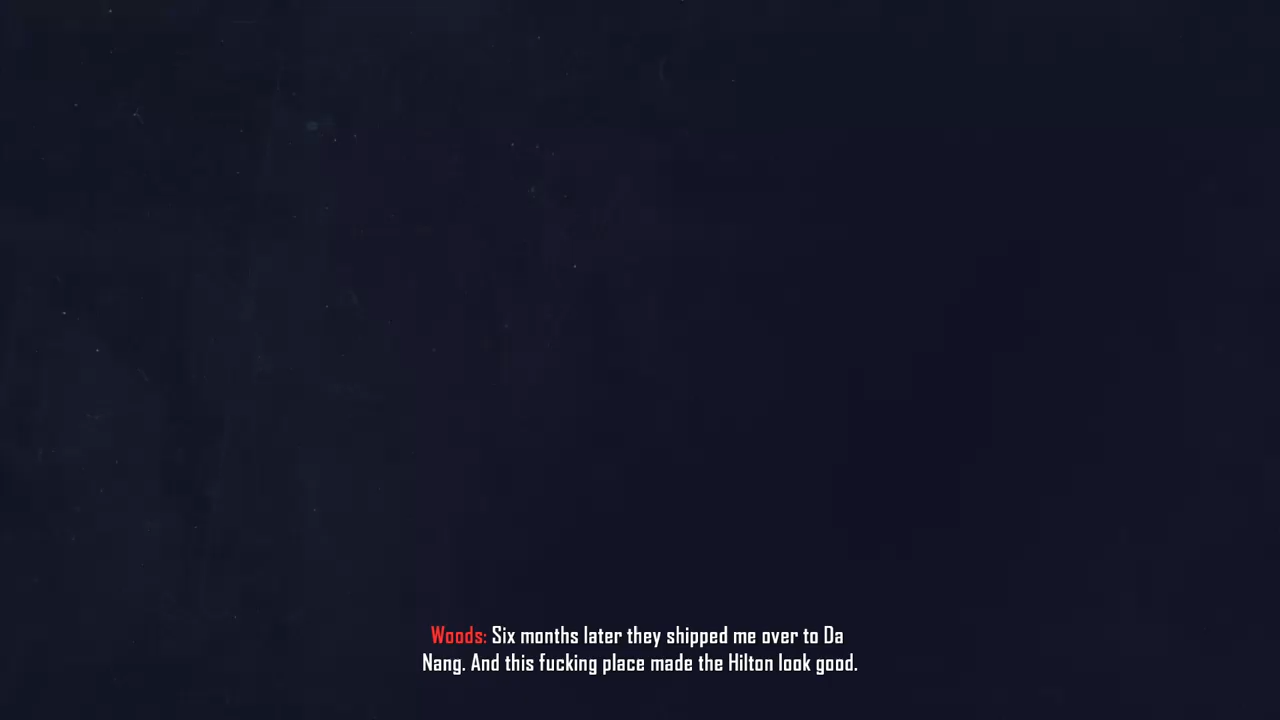 Woods: Six months later they shipped me over to Da
Nang. And this fucking place made the Hilton look good.